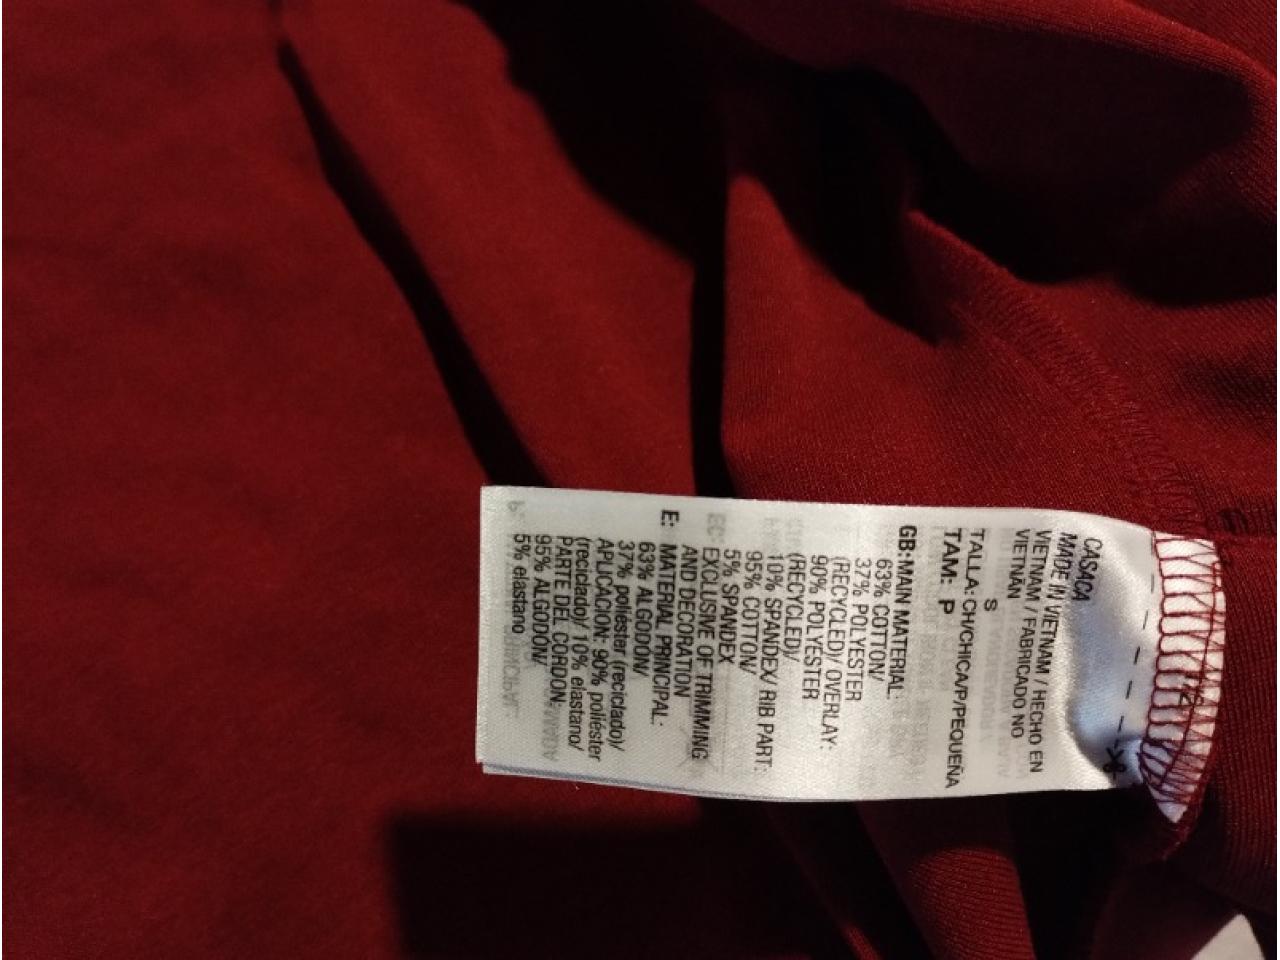 CASACA
MADE IN VIETNAM / HECHO EN
VIETNAM / FABRICADO NO
VIETNÃ
S
TALLA: CH/CHICA/P/PEQUEÑA
TAM: P
GB:MAIN MATERIAL:
63% COTTON/
37% POLYESTER
(RECYCLED)/ OVERLAY:
90% POLYESTER
(RECYCLED)/
10% SPANDEX/ RIB PART:
95% COTTON/
5% SPANDEX
EXCLUSIVE OF TRIMMING
AND DECORATION
E: MATERIAL PRINCIPAL:
63% ALGODON/
37% poliéster (reciclado)/
APLICACION: 90% poliéster
(reciclado)/ 10% elastano/
PARTE DEL CORDON:
95% ALGODON/
5% elastano